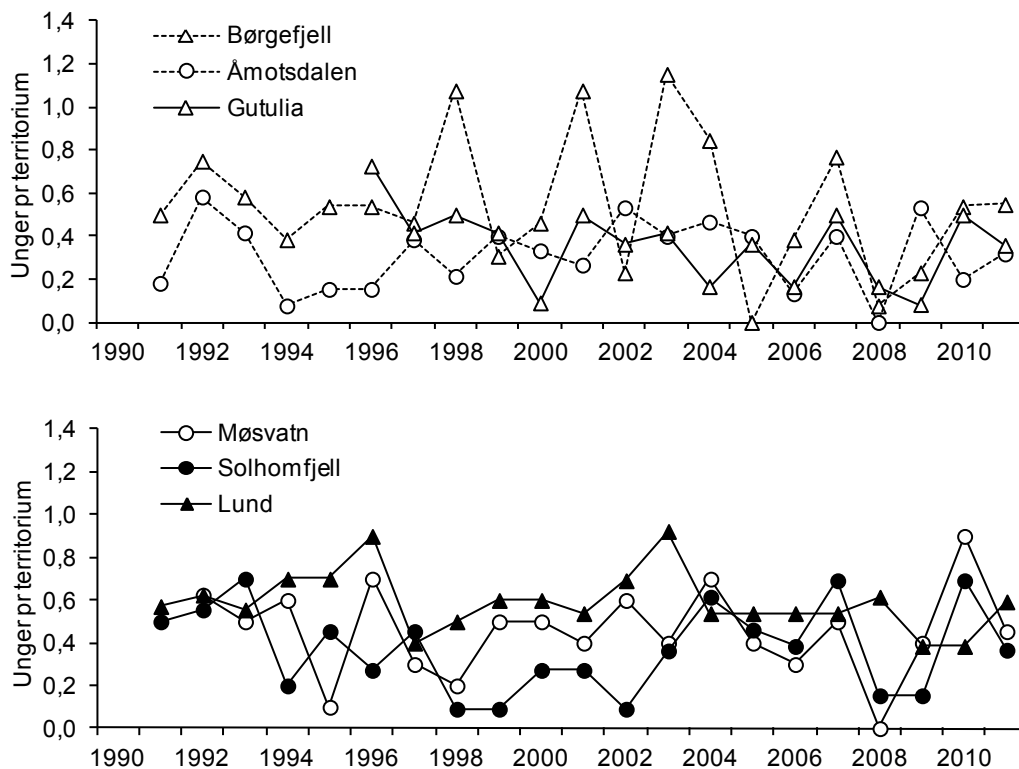 1,4
1,2
1,0
0,8
0,6
0,4
0,2
0,0
Unger pr territorium
Børgefjell
Åmotsdalen
Gutulia
1990 1992 1994 1996 1998 2000 2002 2004 2006 2008 2010
1,4
1,2
1,0
0,8
0,6
0,4
0,2
0,0
Unger pr territorium
Møsvatn
Solhomfjell
Lund
1990 1992 1994 1996 1998 2000 2002 2004 2006 2008 2010